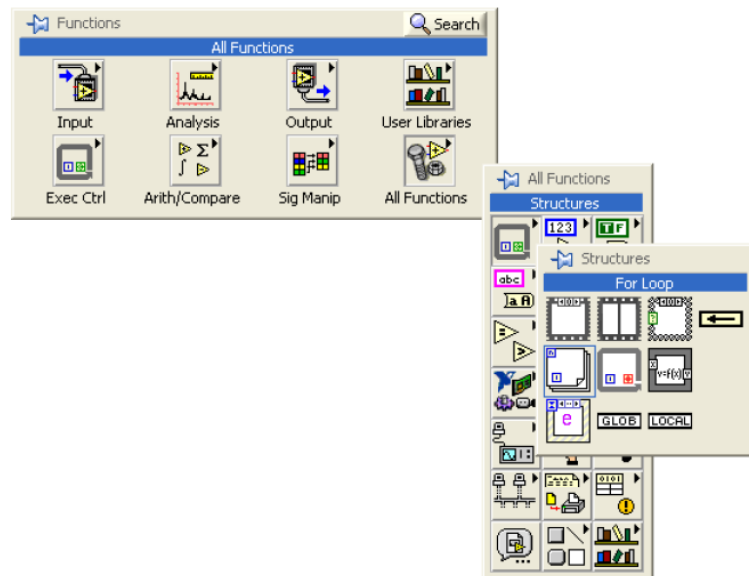 Functions
Search
All Functions
Input
Analysis
Output
User Libraries
Exec Ctrl
Arith/Compare
Sig Manip
All Functions
All Functions
Structures
123
T F
abc
a A
Structures
For Loop
e
GLOB
LOCAL